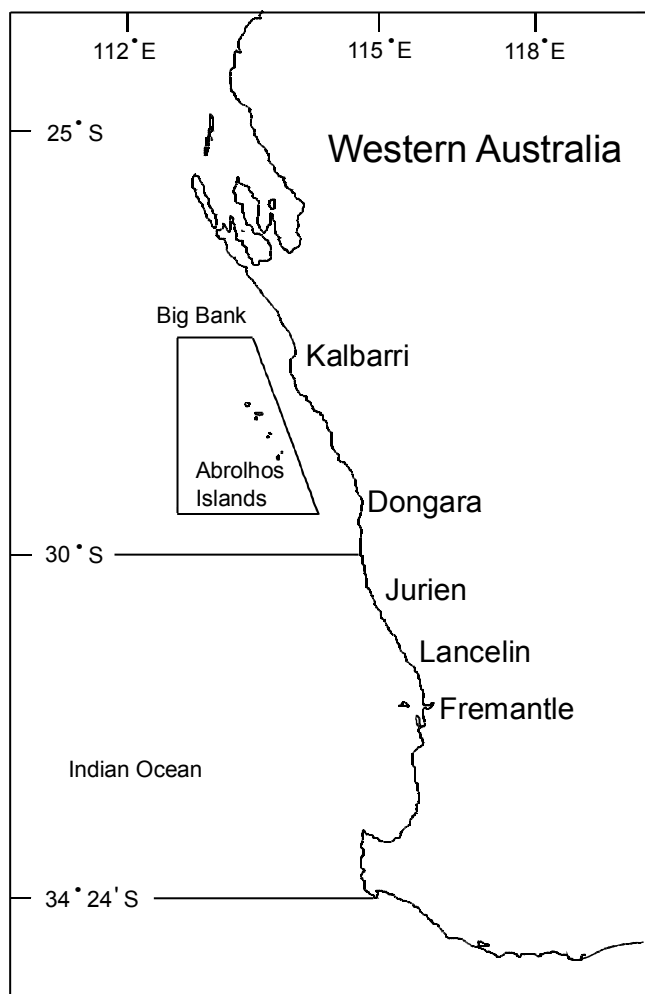 112°E
115°E
118°E
25°S
Western Australia
Big Bank
Kalbarri
Abrolhos
Islands
Dongara
30°S
Jurien
Lancelin
Fremantle
Indian Ocean
34°24'S